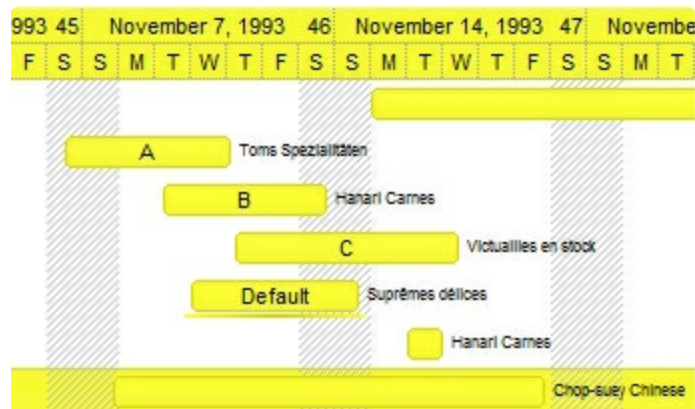 993 45 November 7, 1993 46 November 14, 1993 47 Novembe
F S S M T W T F S S M T W T F S S M T
A Toms Spezialitäten
B Hanari Carnes
C Victuailles en stock
Default Suprêmes délices
Hanari Carnes
Chop-suey Chinese